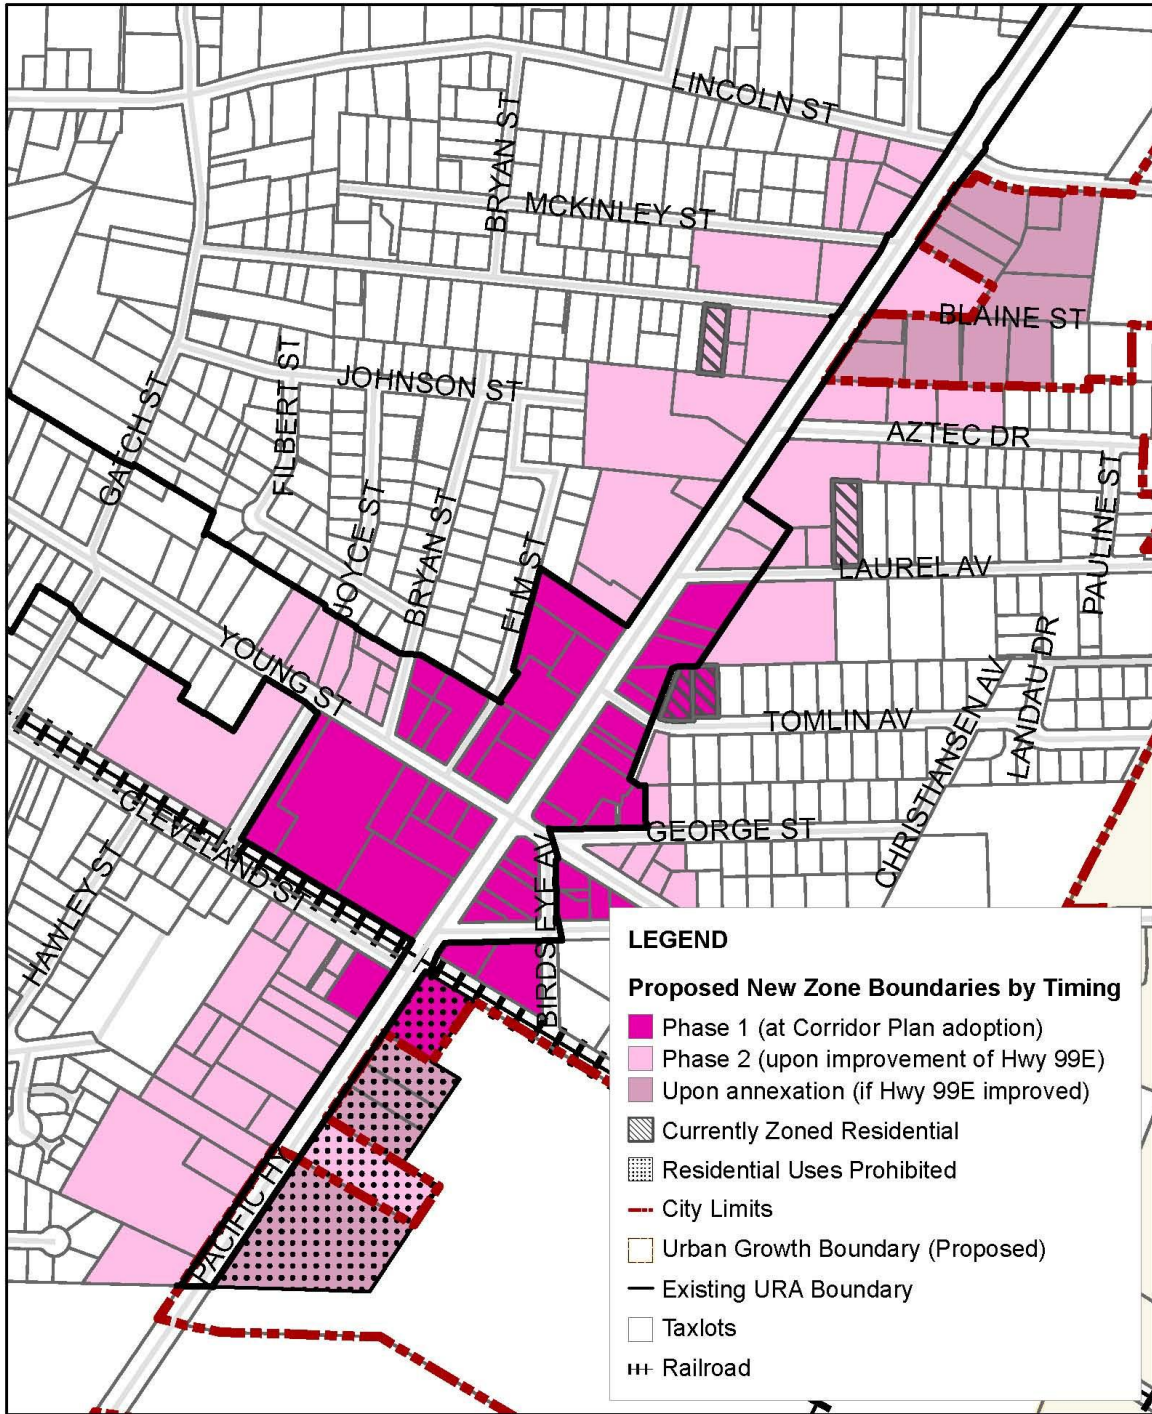 LINCOLN ST
BRYAN ST
MCKINLEY ST
BLAINE ST
JOHNSON ST
FILBERT ST
GATCH ST
AZTEC DR
PAULINE ST
JOYCE ST
BRYAN ST
ELM ST
LAUREL AV
YOUNG ST
TOMLIN AV
CHRISTIANSEN AV
LANDAU DR
CLEVELAND ST
GEORGE ST
HAWLEY ST
BIRDS EYE AV
PACIFIC HY
LEGEND
Proposed New Zone Boundaries by Timing
Phase 1 (at Corridor Plan adoption)
Phase 2 (upon improvement of Hwy 99E)
Upon annexation (if Hwy 99E improved)
Currently Zoned Residential
Residential Uses Prohibited
City Limits
Urban Growth Boundary (Proposed)
Existing URA Boundary
Taxlots
Railroad